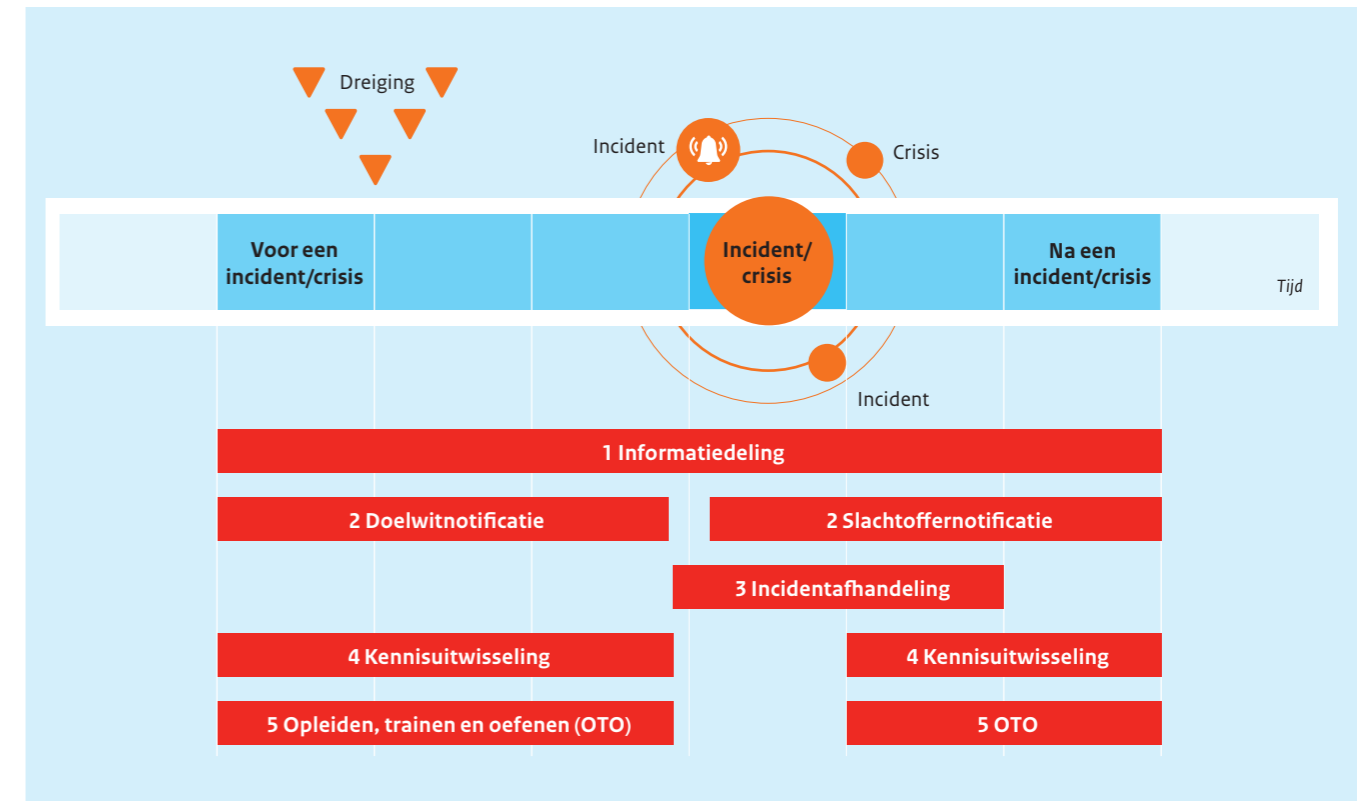 Dreiging
Incident
Crisis
Voor een
incident/crisis
Incident/
crisis
Na een
incident/crisis
Tijd
Incident
1 Informatiedeling
2 Doelwitnotificatie
2 Slachtoffernotificatie
3 Incidentafhandeling
4 Kennisuitwisseling
4 Kennisuitwisseling
5 Opleiden, trainen en oefenen (OTO)
5 OTO